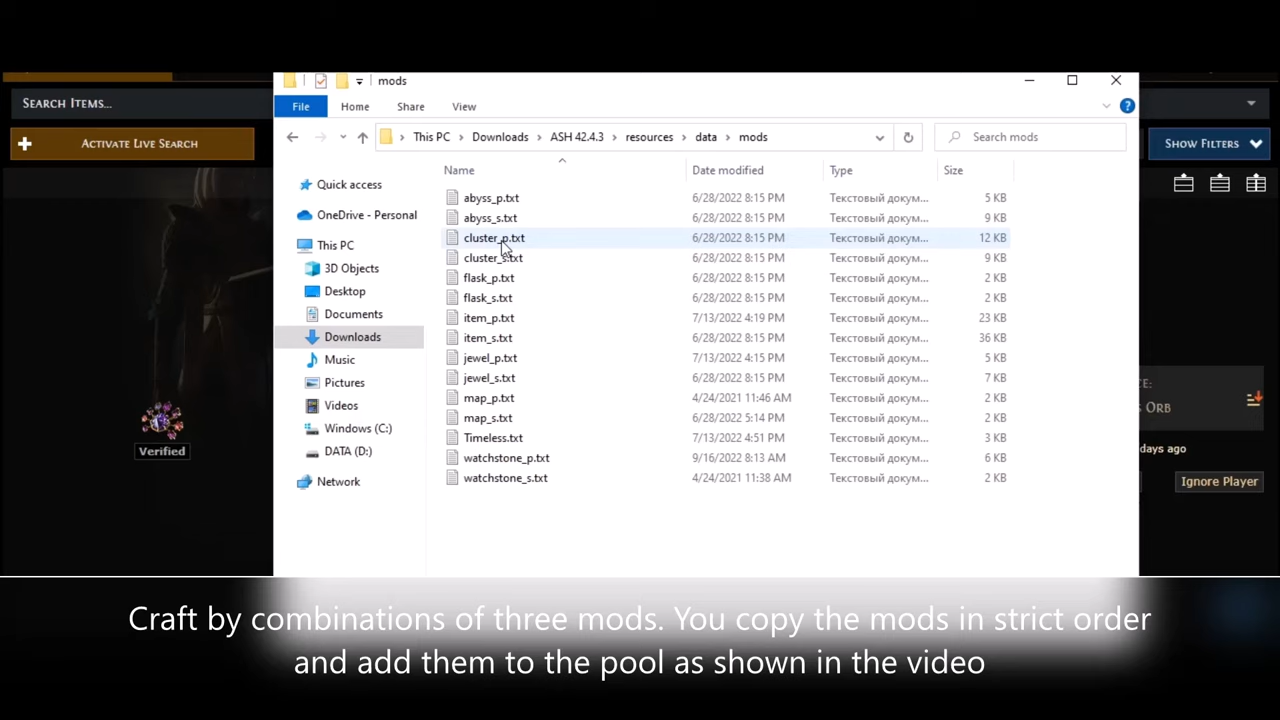 mods
SEARCH ITEMS...
File Home Share View
This PC Downloads ASH 42.4.3 resources data mods
Search mods
ACTIVATE LIVE SEARCH
SHOW FILTERS
Name Date modified Type Size
Quick access
OneDrive - Personal
This PC
3D Objects
Desktop
Documents
Downloads
Music
Pictures
Videos
Windows (C:)
DATA (D:)
Network
abyss_p.txt 6/28/2022 8:15 PM Текстовый докум... 5 KB
abyss_s.txt 6/28/2022 8:15 PM Текстовый докум... 9 KB
cluster_p.txt 6/28/2022 8:15 PM Текстовый докум... 12 KB
cluster_s.txt 6/28/2022 8:15 PM Текстовый докум... 9 KB
flask_p.txt 6/28/2022 8:15 PM Текстовый докум... 2 KB
flask_s.txt 6/28/2022 8:15 PM Текстовый докум... 2 KB
item_p.txt 7/13/2022 4:19 PM Текстовый докум... 23 KB
item_s.txt 6/28/2022 8:15 PM Текстовый докум... 36 KB
jewel_p.txt 7/13/2022 4:15 PM Текстовый докум... 5 KB
jewel_s.txt 6/28/2022 8:15 PM Текстовый докум... 7 KB
map_p.txt 4/24/2021 11:46 AM Текстовый докум... 2 KB
map_s.txt 6/28/2022 5:14 PM Текстовый докум... 2 KB
Timeless.txt 7/13/2022 4:51 PM Текстовый докум... 3 KB
watchstone_p.txt 9/16/2022 8:13 AM Текстовый докум... 6 KB
watchstone_s.txt 4/24/2021 11:38 AM Текстовый докум... 2 KB
Verified
ORB
days ago
Ignore Player
Craft by combinations of three mods. You copy the mods in strict order
and add them to the pool as shown in the video